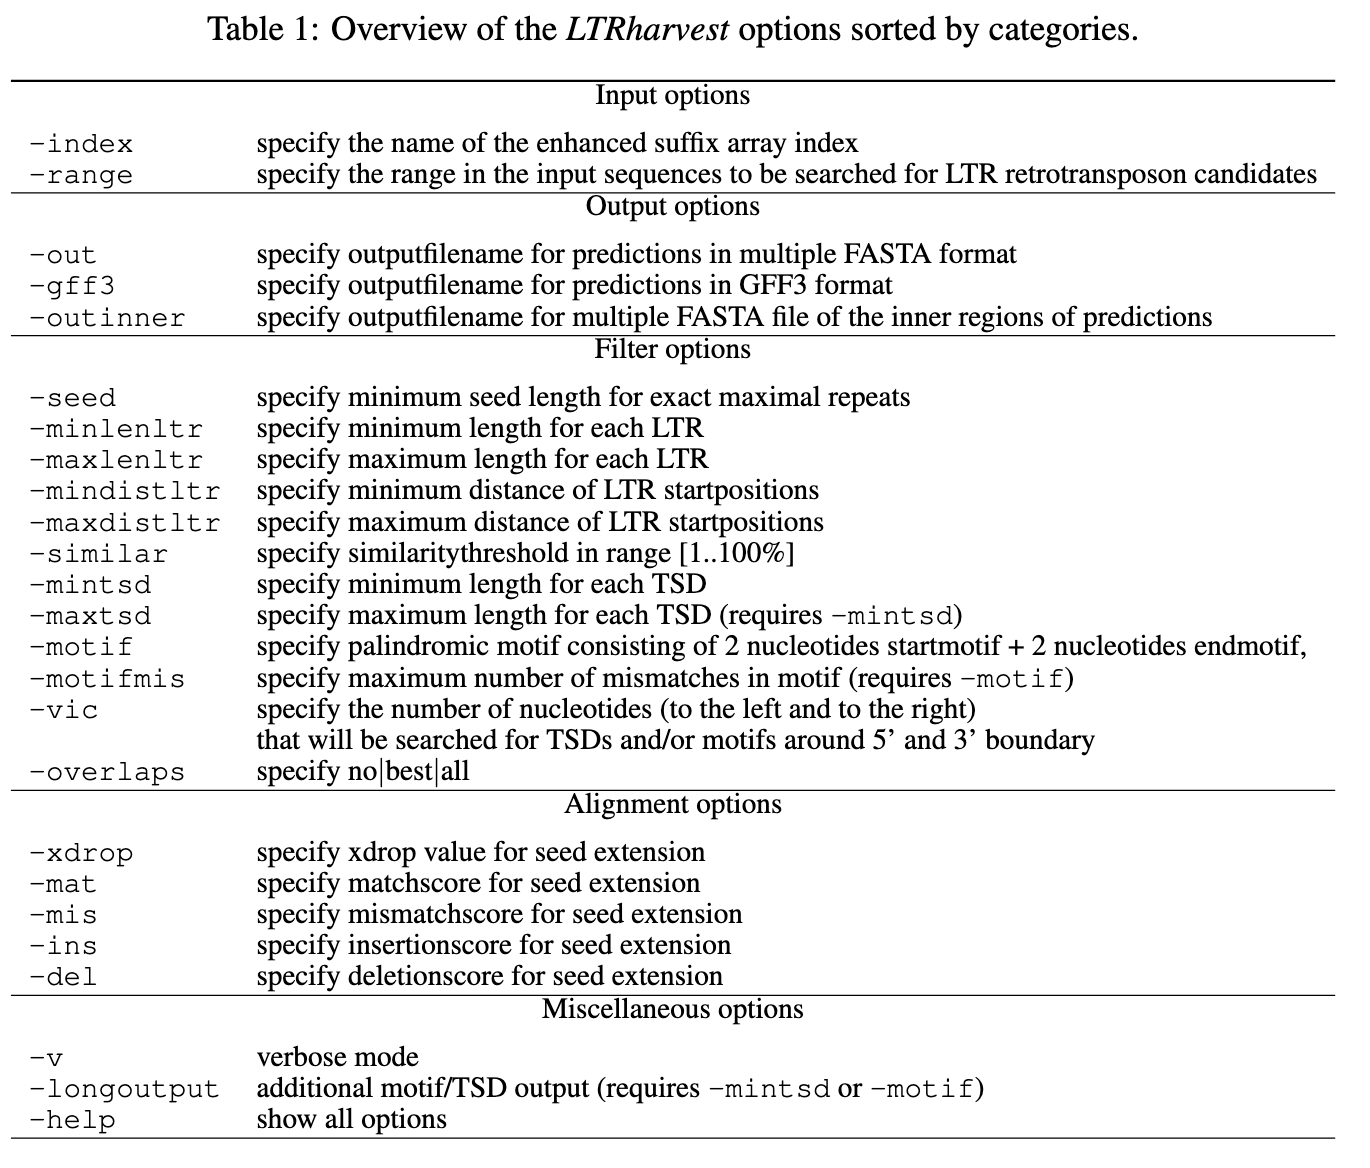 Table 1: Overview of the LTRharvest options sorted by categories.
Input options
-index specify the name of the enhanced suffix array index
-range specify the range in the input sequences to be searched for LTR retrotransposon candidates
Output options
-out specify outputfilename for predictions in multiple FASTA format
-gff3 specify outputfilename for predictions in GFF3 format
-outinner specify outputfilename for multiple FASTA file of the inner regions of predictions
Filter options
-seed specify minimum seed length for exact maximal repeats
-minlenltr specify minimum length for each LTR
-maxlenltr specify maximum length for each LTR
-mindistltr specify minimum distance of LTR startpositions
-maxdistltr specify maximum distance of LTR startpositions
-similar specify similaritythreshold in range [1..100%]
-mintsd specify minimum length for each TSD
-maxtsd specify maximum length for each TSD (requires -mintsd)
-motif specify palindromic motif consisting of 2 nucleotides startmotif + 2 nucleotides endmotif,
-motifmis specify maximum number of mismatches in motif (requires -motif)
-vic specify the number of nucleotides (to the left and to the right)
that will be searched for TSDs and/or motifs around 5’ and 3’ boundary
-overlaps specify no|best|all
Alignment options
-xdrop specify xdrop value for seed extension
-mat specify matchscore for seed extension
-mis specify mismatchscore for seed extension
-ins specify insertionscore for seed extension
-del specify deletionscore for seed extension
Miscellaneous options
-v verbose mode
-longoutput additional motif/TSD output (requires -mintsd or -motif)
-help show all options